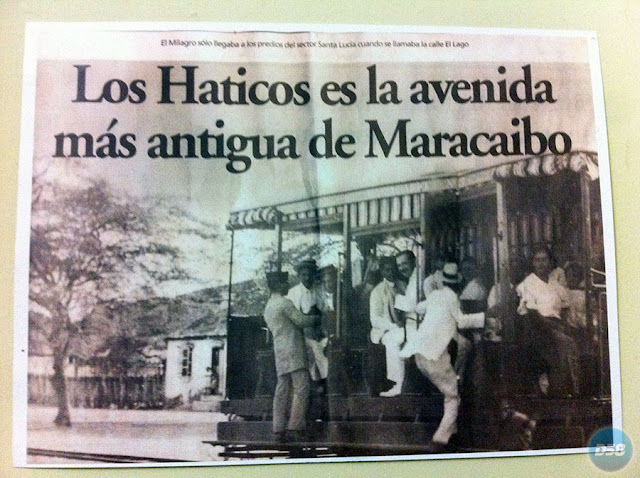 El Milagro sólo llegaba a los predios del sector Santa Lucía cuando se llamaba la calle El Lago
Los Haticos es la avenida
más antigua de Maracaibo
DSB